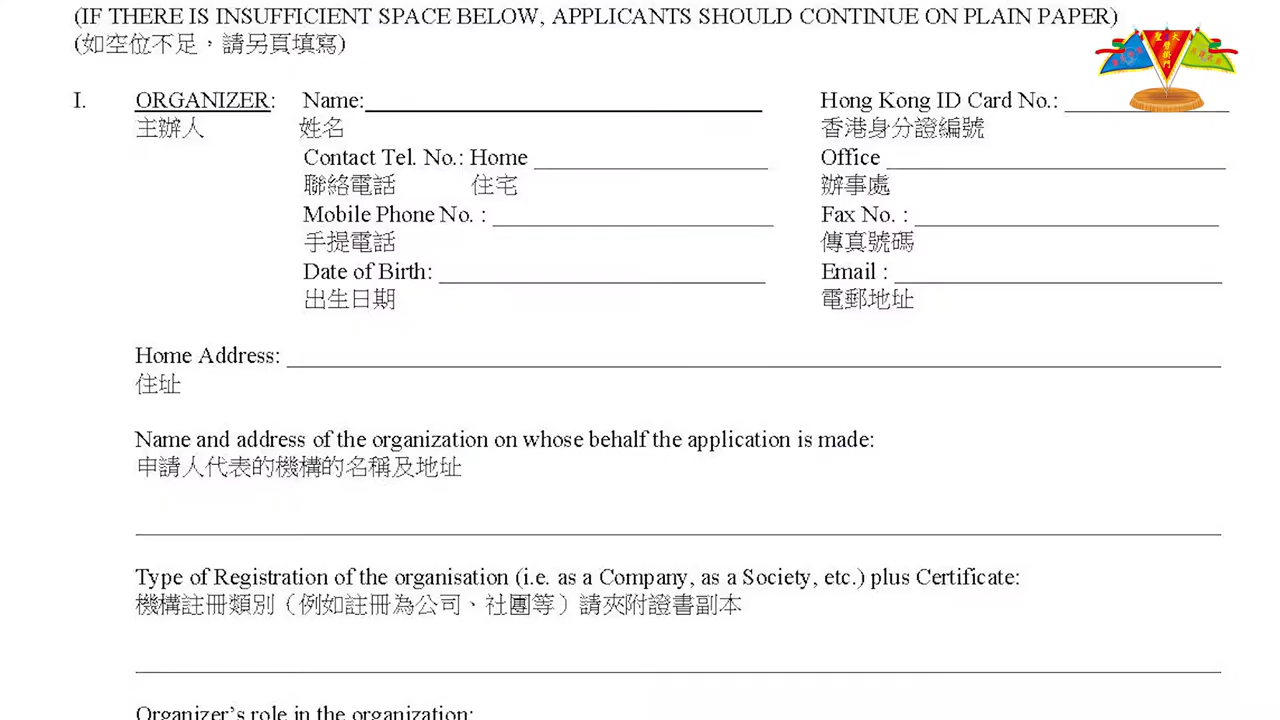 (IF THERE IS INSUFFICIENT SPACE BELOW, APPLICANTS SHOULD CONTINUE ON PLAIN PAPER)
(如空位不足，請另頁填寫)
I. ORGANIZER: Name: Hong Kong ID Card No.:
主辦人 姓名 香港身分證編號
Contact Tel. No.: Home Office
聯絡電話 住宅 辦事處
Mobile Phone No. : Fax No. :
手提電話 傳真號碼
Date of Birth: Email :
出生日期 電郵地址
Home Address:
住址
Name and address of the organization on whose behalf the application is made:
申請人代表的機構的名稱及地址
Type of Registration of the organisation (i.e. as a Company, as a Society, etc.) plus Certificate:
機構註冊類別（例如註冊為公司、社團等）請夾附證書副本
Organizer's role in the organization: